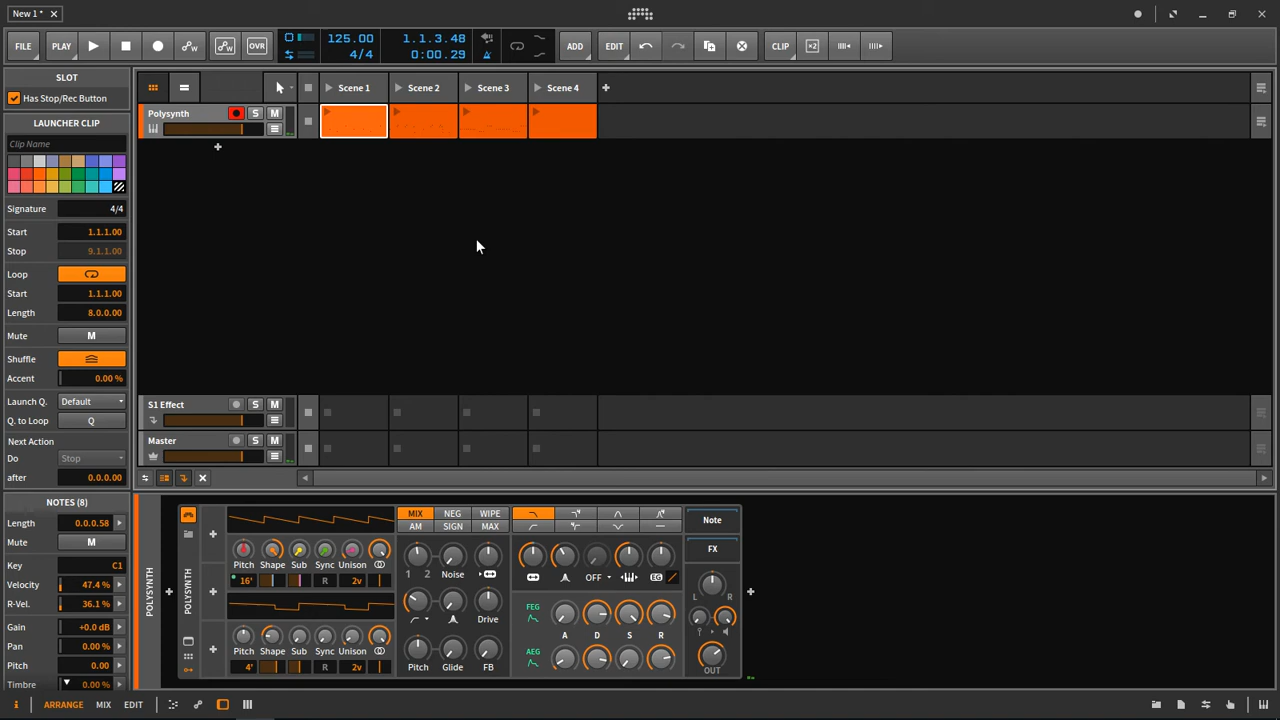 New 1 *
FILE PLAY OVR 125.00 4/4 1.1.3.48 0:00.29 ADD EDIT CLIP
SLOT
Has Stop/Rec Button
Scene 1 Scene 2 Scene 3 Scene 4
Polysynth S M
LAUNCHER CLIP
Clip Name
Signature 4/4
Start 1.1.1.00
Stop 9.1.1.00
Loop
Start 1.1.1.00
Length 8.0.0.00
Mute M
Shuffle
Accent 0.00 %
Launch Q. Default
Q. to Loop Q
Next Action
Do Stop
after 0.0.0.00
S1 Effect S M
Master S M
NOTES (8)
Length 0.0.0.58
Mute M
Key C1
Velocity 47.4 %
R-Vel. 36.1 %
Gain +0.0 dB
Pan 0.00 %
Pitch 0.00
Timbre 0.00 %
POLYSYNTH
POLYSYNTH
Pitch Shape Sub Sync Unison
16' R 2v
Pitch Shape Sub Sync Unison
4' R 2v
MIX NEG WIPE
AM SIGN MAX
1 2 Noise
Drive
Pitch Glide FB
OFF EG
FEG
A D S R
AEG
Note
FX
L R
OUT
ARRANGE MIX EDIT